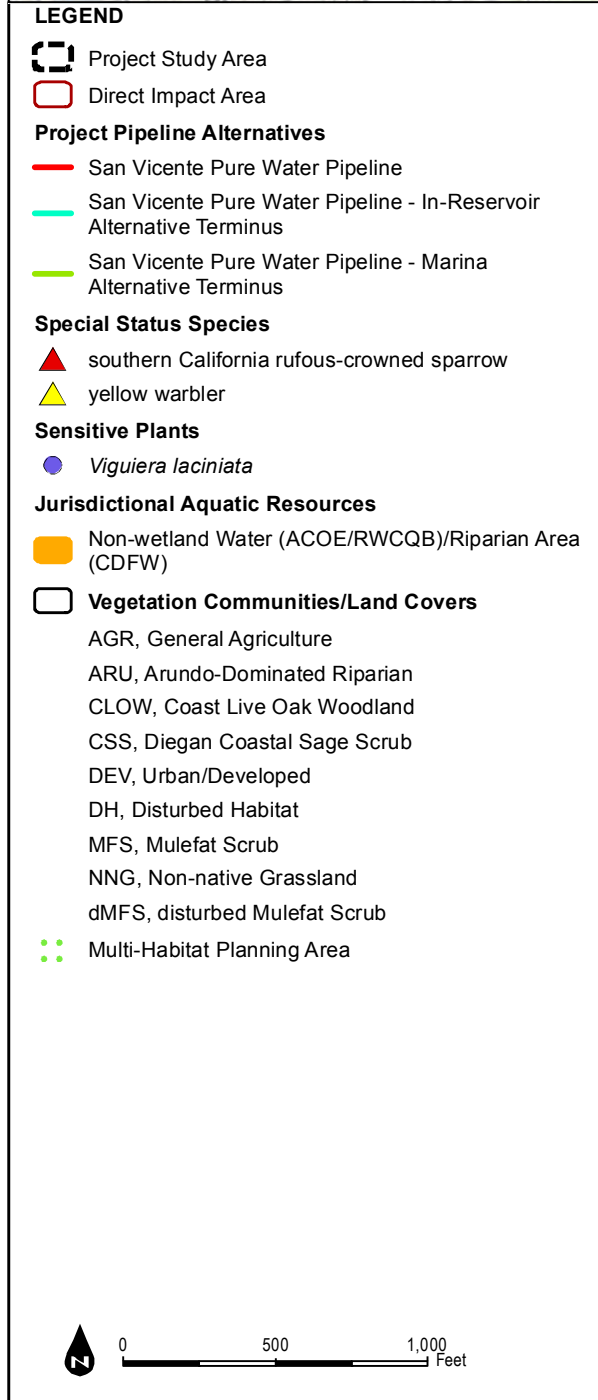 LEGEND
Project Study Area
Direct Impact Area
Project Pipeline Alternatives
San Vicente Pure Water Pipeline
San Vicente Pure Water Pipeline - In-Reservoir
Alternative Terminus
San Vicente Pure Water Pipeline - Marina
Alternative Terminus
Special Status Species
southern California rufous-crowned sparrow
yellow warbler
Sensitive Plants
Viguiera laciniata
Jurisdictional Aquatic Resources
Non-wetland Water (ACOE/RWCQB)/Riparian Area
(CDFW)
Vegetation Communities/Land Covers
AGR, General Agriculture
ARU, Arundo-Dominated Riparian
CLOW, Coast Live Oak Woodland
CSS, Diegan Coastal Sage Scrub
DEV, Urban/Developed
DH, Disturbed Habitat
MFS, Mulefat Scrub
NNG, Non-native Grassland
dMFS, disturbed Mulefat Scrub
Multi-Habitat Planning Area
N
0 500 1,000
Feet